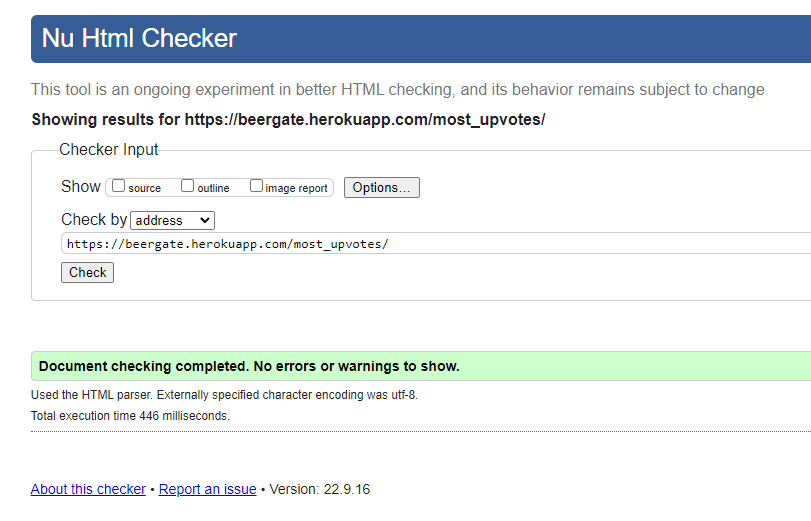 Nu Html Checker
This tool is an ongoing experiment in better HTML checking, and its behavior remains subject to change
Showing results for https://beergate.herokuapp.com/most_upvotes/
Checker Input
Show source outline image report Options...
Check by address
https://beergate.herokuapp.com/most_upvotes/
Check
Document checking completed. No errors or warnings to show.
Used the HTML parser. Externally specified character encoding was utf-8.
Total execution time 446 milliseconds.
About this checker • Report an issue • Version: 22.9.16